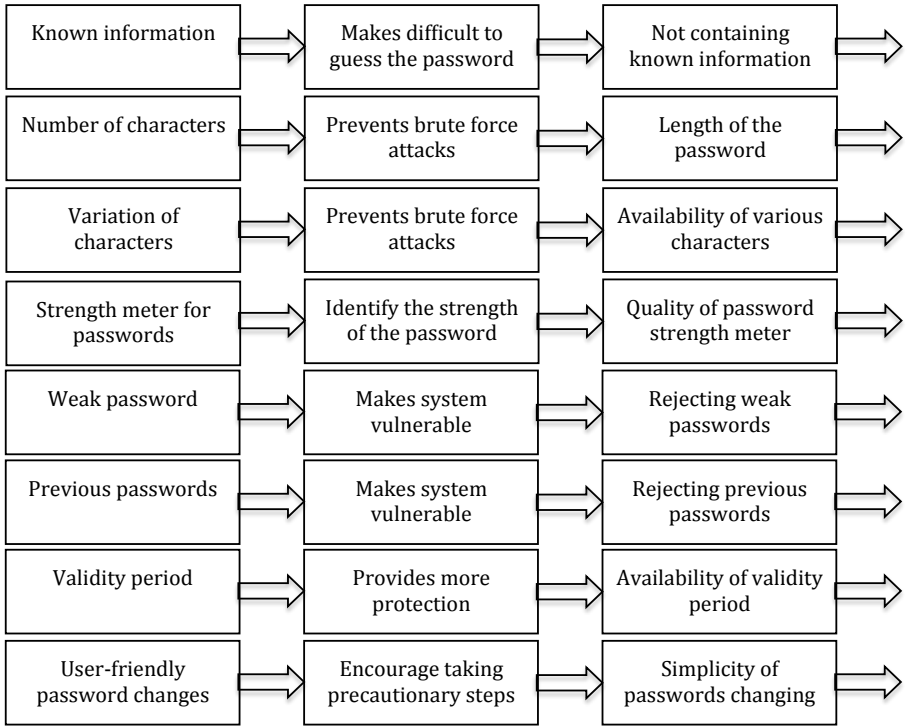 Known information
Makes difficult to
guess the password
Not containing
known information
Number of characters
Prevents brute force
attacks
Length of the
password
Variation of
characters
Prevents brute force
attacks
Availability of various
characters
Strength meter for
passwords
Identify the strength
of the password
Quality of password
strength meter
Weak password
Makes system
vulnerable
Rejecting weak
passwords
Previous passwords
Makes system
vulnerable
Rejecting previous
passwords
Validity period
Provides more
protection
Availability of validity
period
User-friendly
password changes
Encourage taking
precautionary steps
Simplicity of
passwords changing